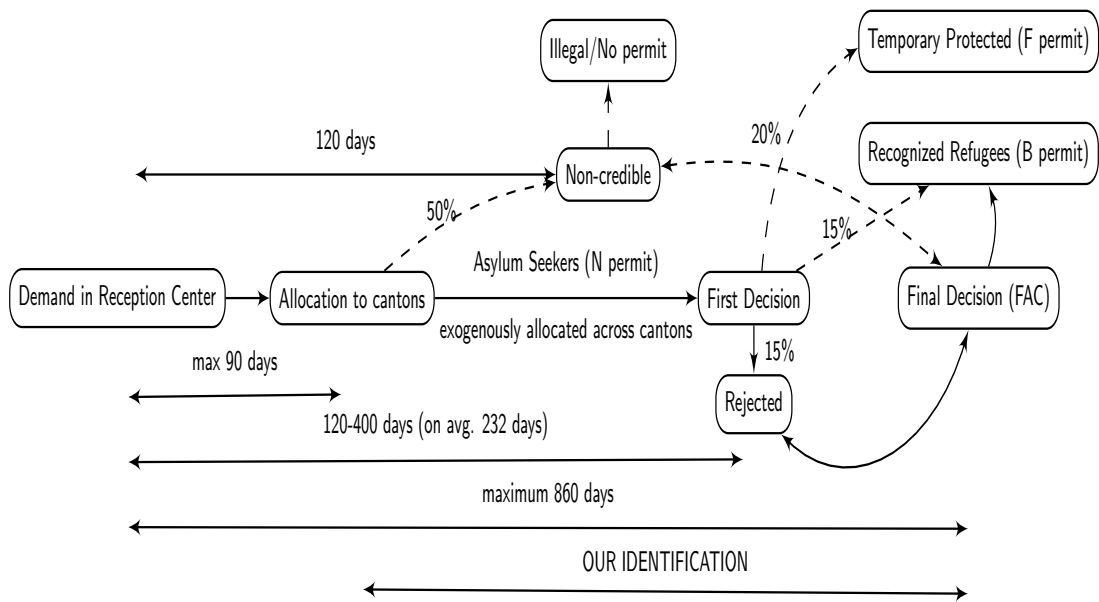 Illegal/No permit
Temporary Protected (F permit)
120 days
20%
Recognized Refugees (B permit)
Non-credible
50%
15%
Asylum Seekers (N permit)
Demand in Reception Center
Allocation to cantons
First Decision
Final Decision (FAC)
exogenously allocated across cantons
15%
max 90 days
Rejected
120-400 days (on avg. 232 days)
maximum 860 days
OUR IDENTIFICATION